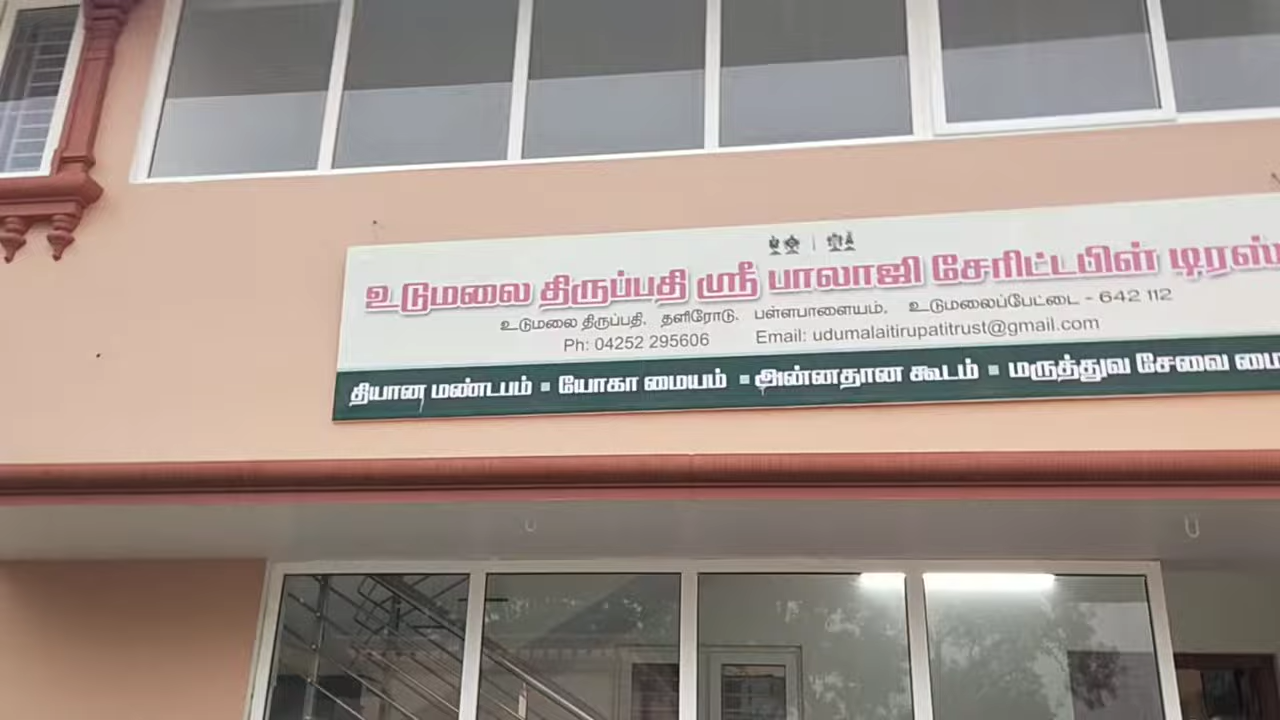 உடுமலை திருப்பதி ஸ்ரீ பாலாஜி சேரிட்டபிள் டிரஸ்
உடுமலை திருப்பதி, தளிரோடு, பள்ளபாளையம், உடுமலைப்பேட்டை - 642 112
Ph: 04252 295606 Email: udumalaitirupatitrust@gmail.com
தியான மண்டபம் ▪ யோகா மையம் ▪ அன்னதான கூடம் ▪ மருத்துவ சேவை மை